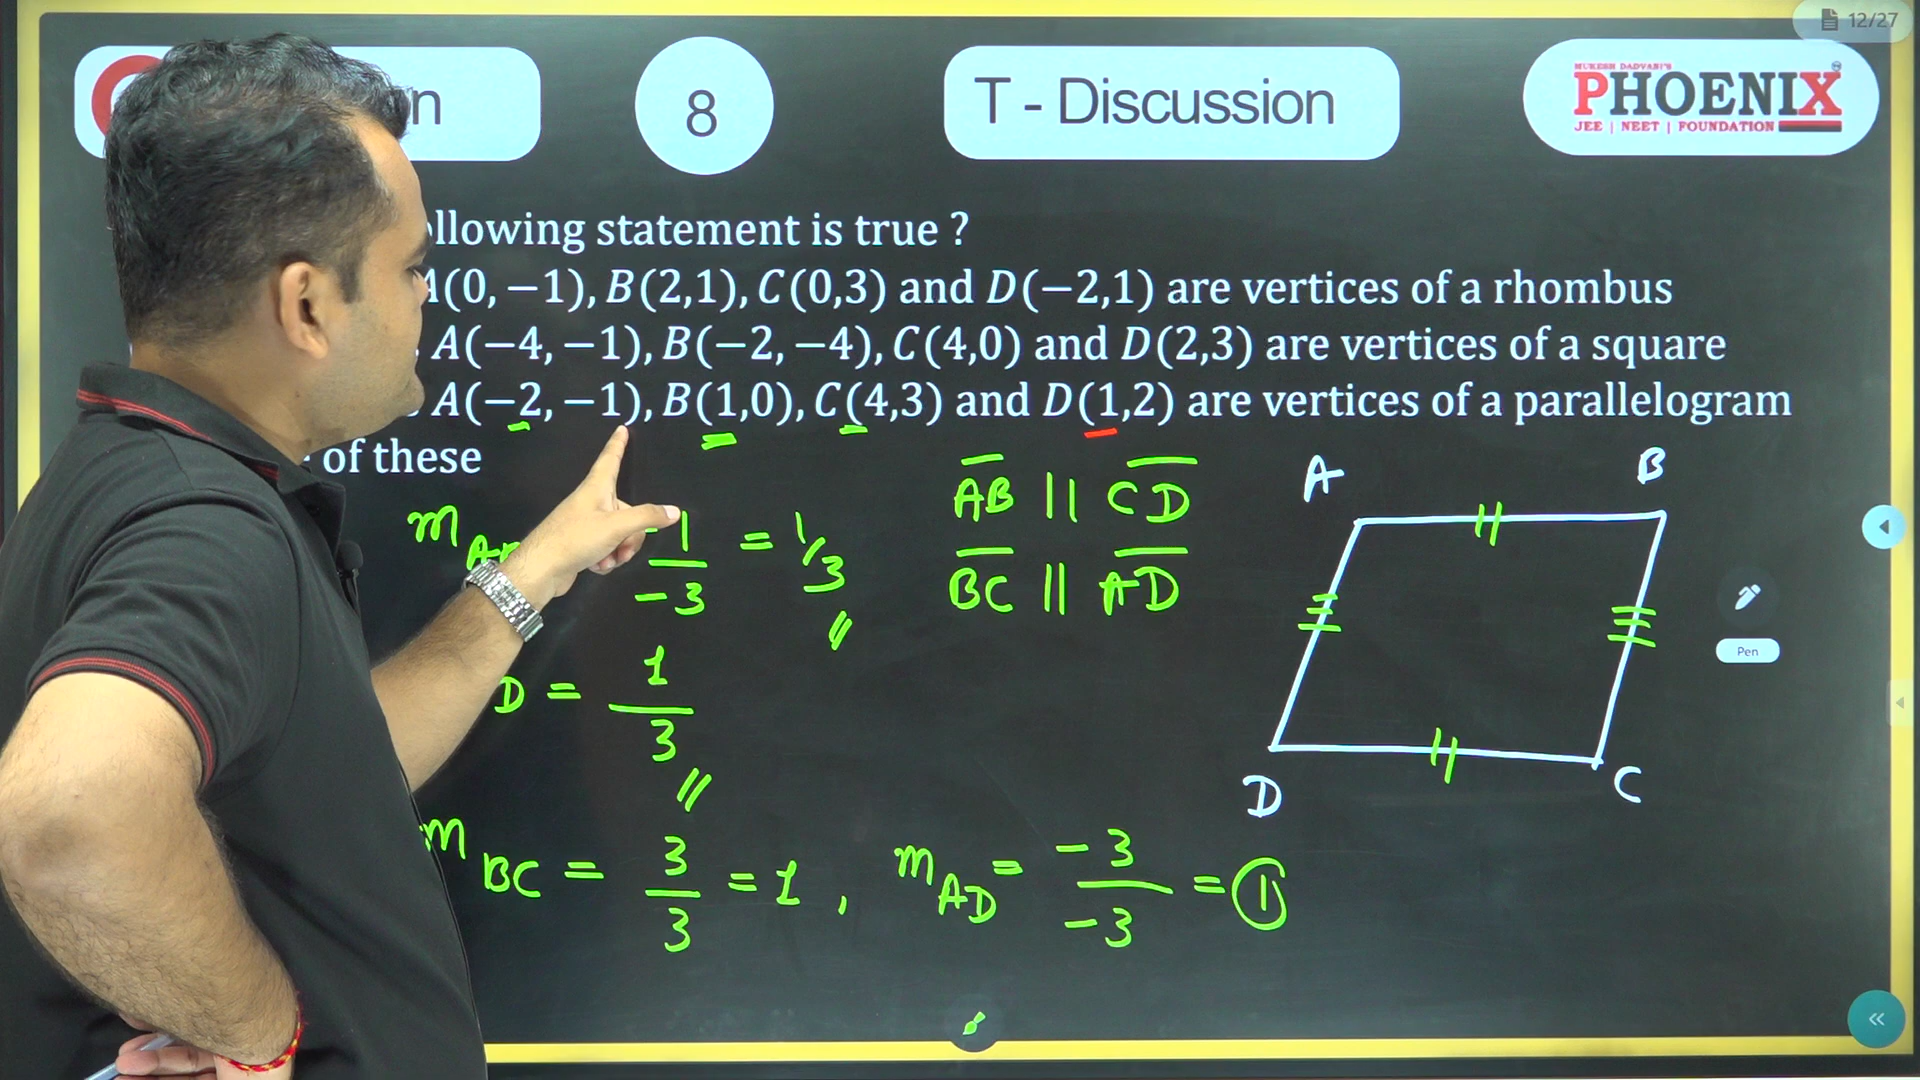 12/27
8
T - Discussion
MUKESH DADVANI'S
PHOENIX
JEE | NEET | FOUNDATION
statement is true ?
A(0, −1), B(2,1), C(0,3) and D(−2,1) are vertices of a rhombus
A(−4, −1), B(−2, −4), C(4,0) and D(2,3) are vertices of a square
A(−2, −1), B(1,0), C(4,3) and D(1,2) are vertices of a parallelogram
of these
A B
AB || CD
BC || AD
m -1/-3 = 1/3
D = 1/3
Pen
D C
m BC = 3/3 = 1 , m AD = -3/-3 = 1